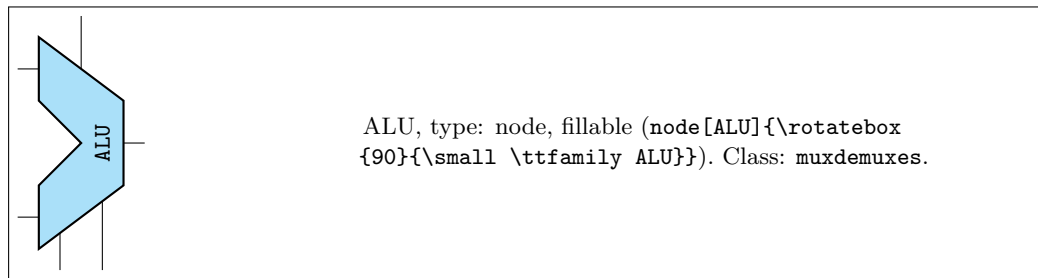 ALU
ALU, type: node, fillable (node[ALU]{\rotatebox
{90}{\small \ttfamily ALU}}). Class: muxdemuxes.